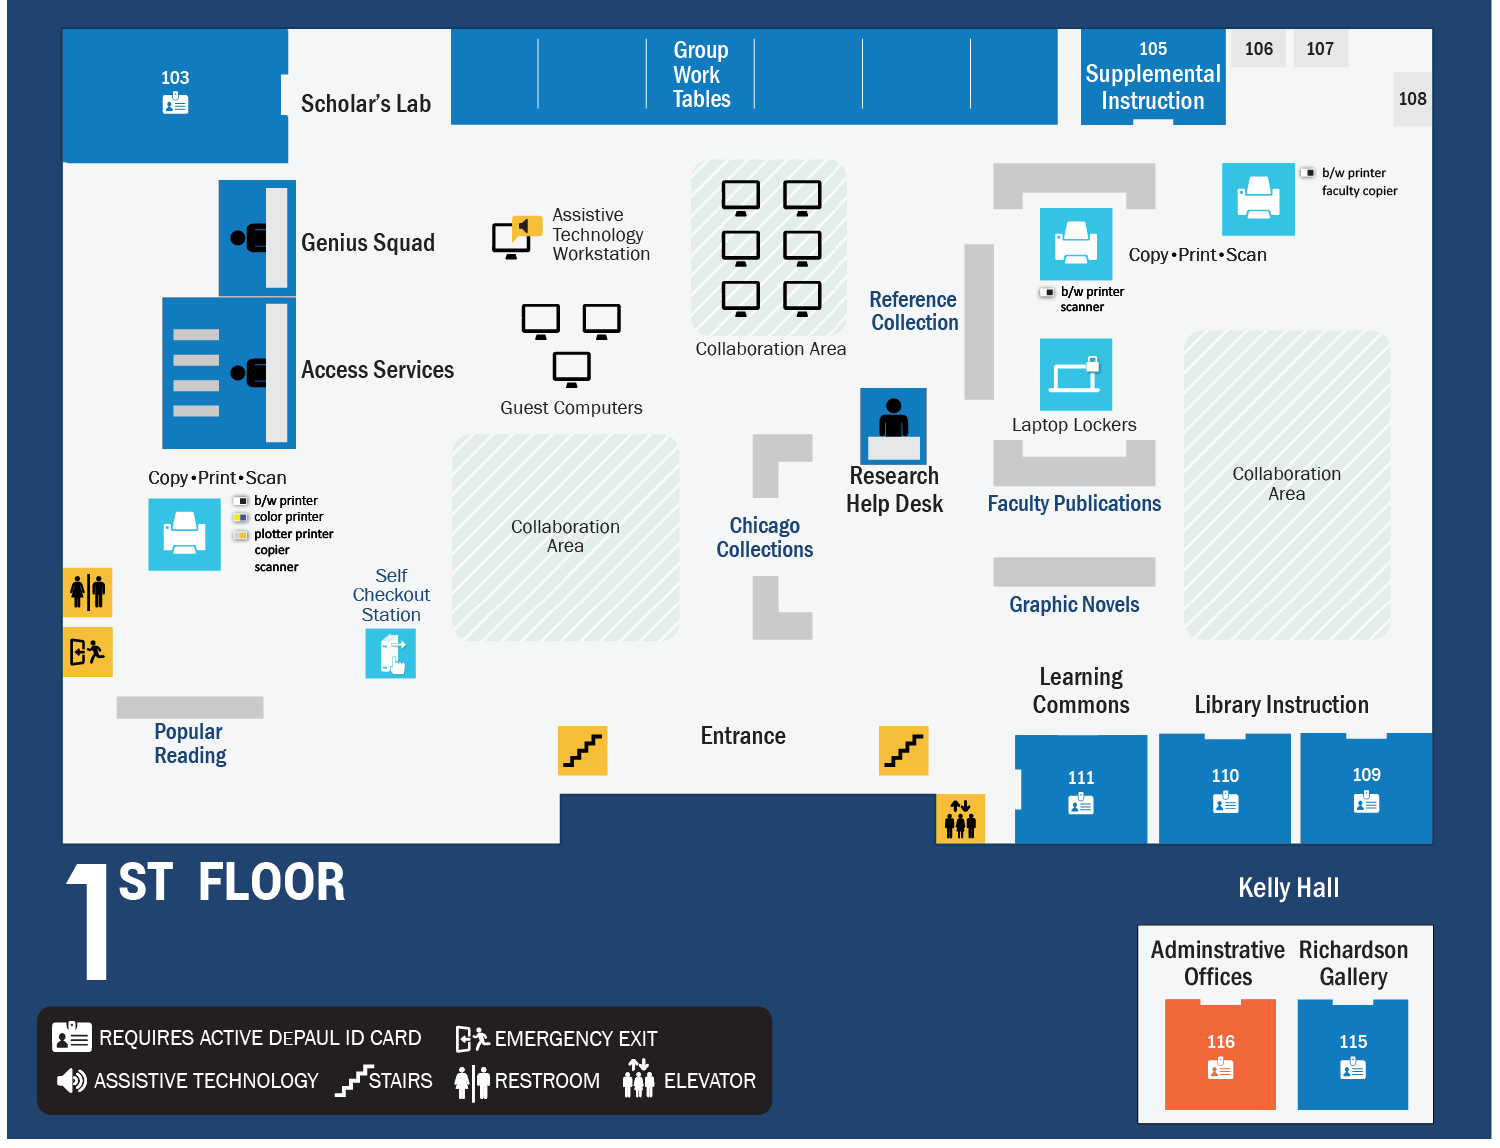 103
Scholar's Lab
Group
Work
Tables
105
Supplemental
Instruction
106
107
108
b/w printer
faculty copier
Genius Squad
Assistive
Technology
Workstation
Copy•Print•Scan
b/w printer
scanner
Reference
Collection
Collaboration Area
Access Services
Guest Computers
Laptop Lockers
Research
Help Desk
Faculty Publications
Collaboration
Area
Copy•Print•Scan
b/w printer
color printer
plotter printer
copier
scanner
Collaboration
Area
Chicago
Collections
Self
Checkout
Station
Graphic Novels
Popular
Reading
Entrance
Learning
Commons
Library Instruction
111
110
109
1ST FLOOR
Kelly Hall
Adminstrative
Offices
Richardson
Gallery
116
115
REQUIRES ACTIVE DEPAUL ID CARD
EMERGENCY EXIT
ASSISTIVE TECHNOLOGY
STAIRS
RESTROOM
ELEVATOR